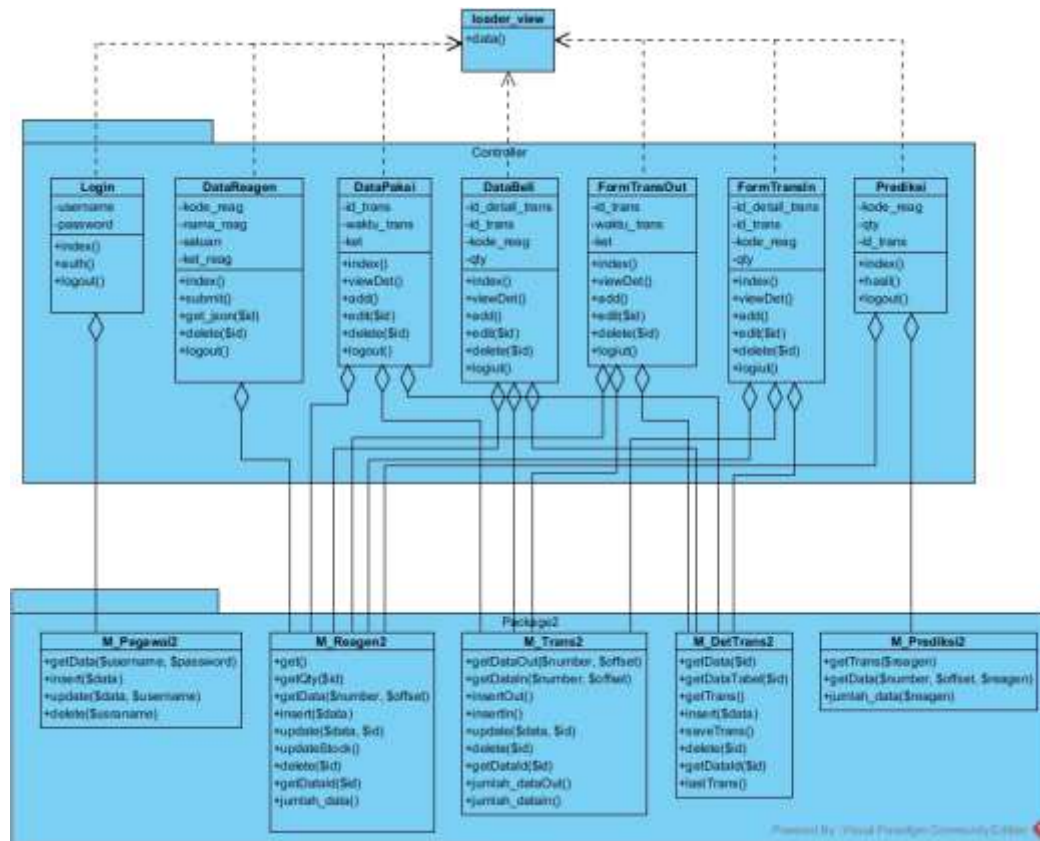 loader_view
+data()
Controller
Login
-username
-password
+index()
+auth()
+logout()
DataReagen
-kode_reag
-nama_reag
-satuan
-ket_reag
+index()
+submit()
+get_json($id)
+delete($id)
+logout()
DataPakai
-id_trans
-waktu_trans
-ket
+index()
+viewDet()
+add()
+edit($id)
+delete($id)
+logout()
DataBeli
-id_detail_trans
-id_trans
-kode_reag
-qty
+index()
+viewDet()
+add()
+edit($id)
+delete($id)
+logiut()
FormTransOut
-id_trans
-waktu_trans
-ket
+index()
+viewDet()
+add()
+edit($id)
+delete($id)
+logiut()
FormTransIn
-id_detail_trans
-id_trans
-kode_reag
-qty
+index()
+viewDet()
+add()
+edit($id)
+delete($id)
+logiut()
Prediksi
-kode_reag
-qty
-id_trans
+index()
+hasil()
+logout()
Package2
M_Pegawai2
+getData($username, $password)
+insert($data)
+update($data, $username)
+delete($usraname)
M_Reagen2
+get()
+getQty($id)
+getData($number, $offset)
+insert($data)
+update($data, $id)
+updateStock()
+delete($id)
+getDataId($id)
+jumlah_data()
M_Trans2
+getDataOut($number, $offset)
+getDataIn($number, $offset)
+insertOut()
+insertIn()
+update($data, $id)
+delete($id)
+getDataId($id)
+jumlah_dataOut()
+jumlah_dataIn()
M_DetTrans2
+getData($id)
+getDataTabel($id)
+getTrans()
+insert($data)
+saveTrans()
+delete($id)
+getDataId($id)
+lastTrans()
M_Prediksi2
+getTrans($reagen)
+getData($number, $offset, $reagen)
+jumlah_data($reagen)
Powered By Visual Paradigm Community Edition